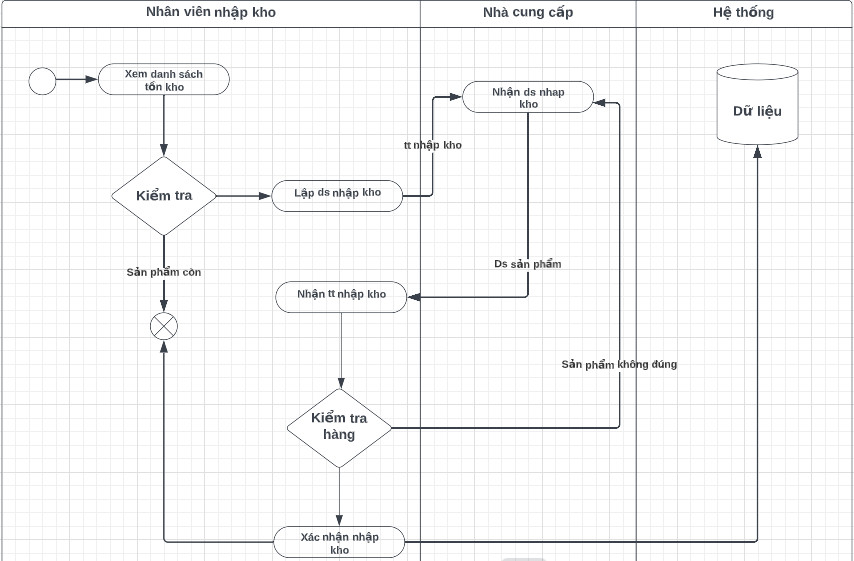 Nhân viên nhập kho
Nhà cung cấp
Hệ thống
Xem danh sách
tồn kho
Nhận ds nhap
kho
Dữ liệu
tt nhập kho
Kiểm tra
Lập ds nhập kho
Sản phẩm còn
Ds sản phẩm
Nhận tt nhập kho
Sản phẩm không đúng
Kiểm tra
hàng
Xác nhận nhập
kho